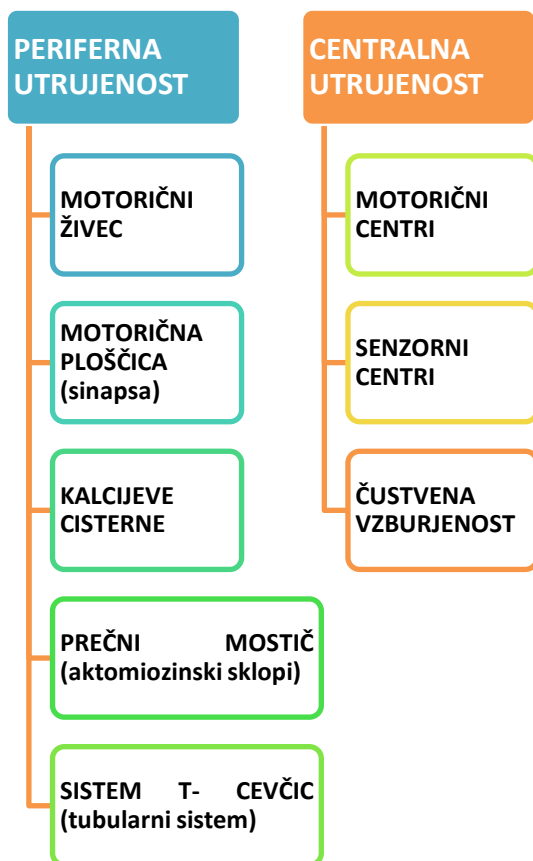 PERIFERNA
UTRUJENOST
MOTORIČNI
ŽIVEC
MOTORIČNA
PLOŠČICA
(sinapsa)
KALCIJEVE
CISTERNE
PREČNI MOSTIČ
(aktomiozinski sklopi)
SISTEM T- CEVČIC
(tubularni sistem)
CENTRALNA
UTRUJENOST
MOTORIČNI
CENTRI
SENZORNI
CENTRI
ČUSTVENA
VZBURJENOST